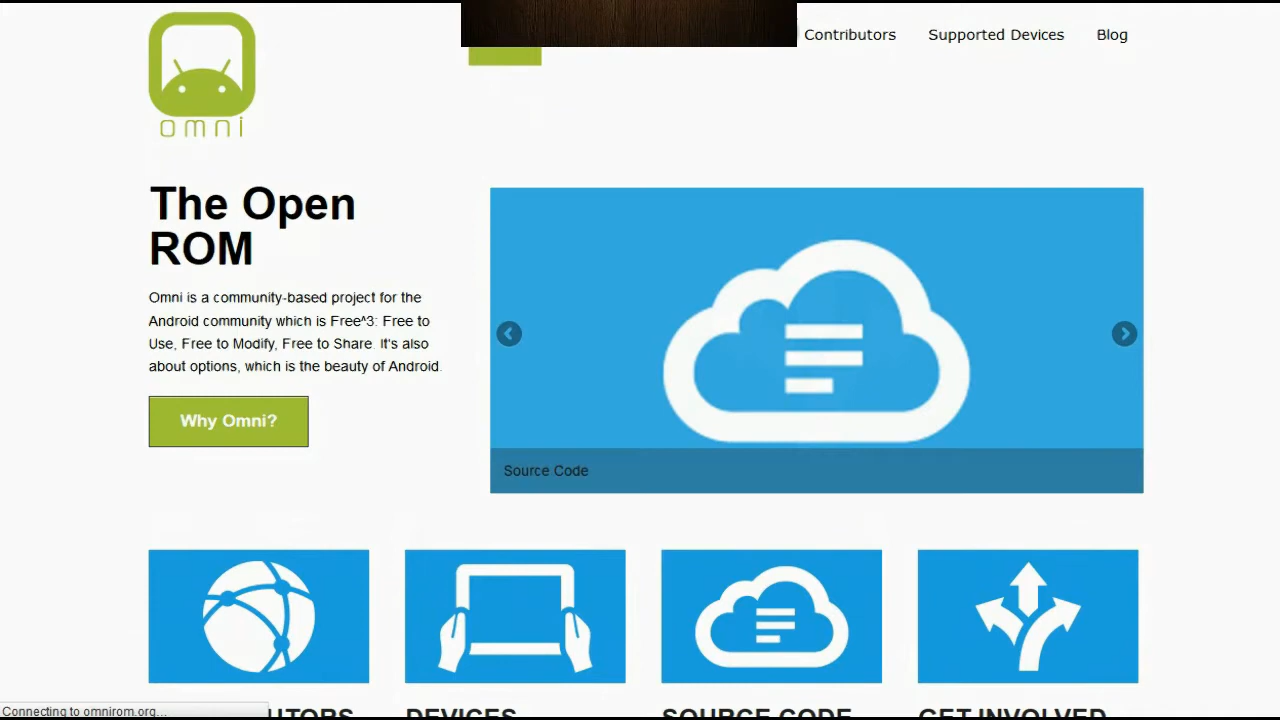 Contributors Supported Devices Blog
omni
The Open
ROM
Omni is a community-based project for the
Android community which is Free^3: Free to
Use, Free to Modify, Free to Share. It's also
about options, which is the beauty of Android.
Why Omni?
Source Code
Connecting to omnirom.org...
UTORS DEVICES SOURCE CODE GET INVOLVED